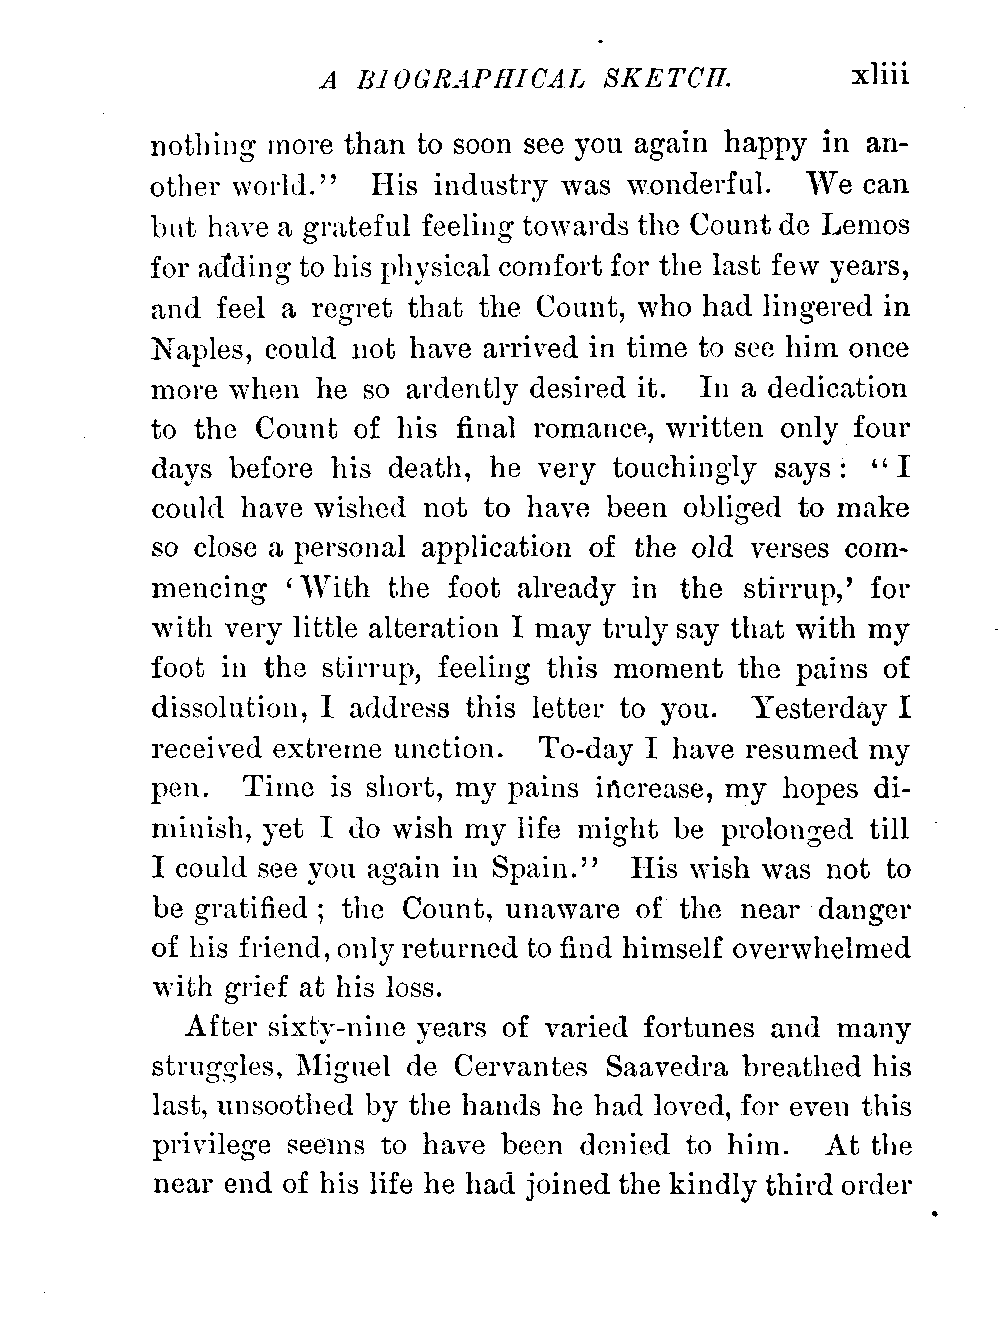 A BIOGRAPHICAL SKETCH. xliii
nothing more than to soon see you again happy in an-
other world.” His industry was wonderful. We can
but have a grateful feeling towards the Count de Lemos
for adding to his physical comfort for the last few years,
and feel a regret that the Count, who had lingered in
Naples, could not have arrived in time to see him once
more when he so ardently desired it. In a dedication
to the Count of his final romance, written only four
days before his death, he very touchingly says: “I
could have wished not to have been obliged to make
so close a personal application of the old verses com-
mencing ‘With the foot already in the stirrup,’ for
with very little alteration I may truly say that with my
foot in the stirrup, feeling this moment the pains of
dissolution, I address this letter to you. Yesterday I
received extreme unction. To-day I have resumed my
pen. Time is short, my pains increase, my hopes di-
minish, yet I do wish my life might be prolonged till
I could see you again in Spain.” His wish was not to
be gratified; the Count, unaware of the near danger
of his friend, only returned to find himself overwhelmed
with grief at his loss.
After sixty-nine years of varied fortunes and many
struggles, Miguel de Cervantes Saavedra breathed his
last, unsoothed by the hands he had loved, for even this
privilege seems to have been denied to him. At the
near end of his life he had joined the kindly third order